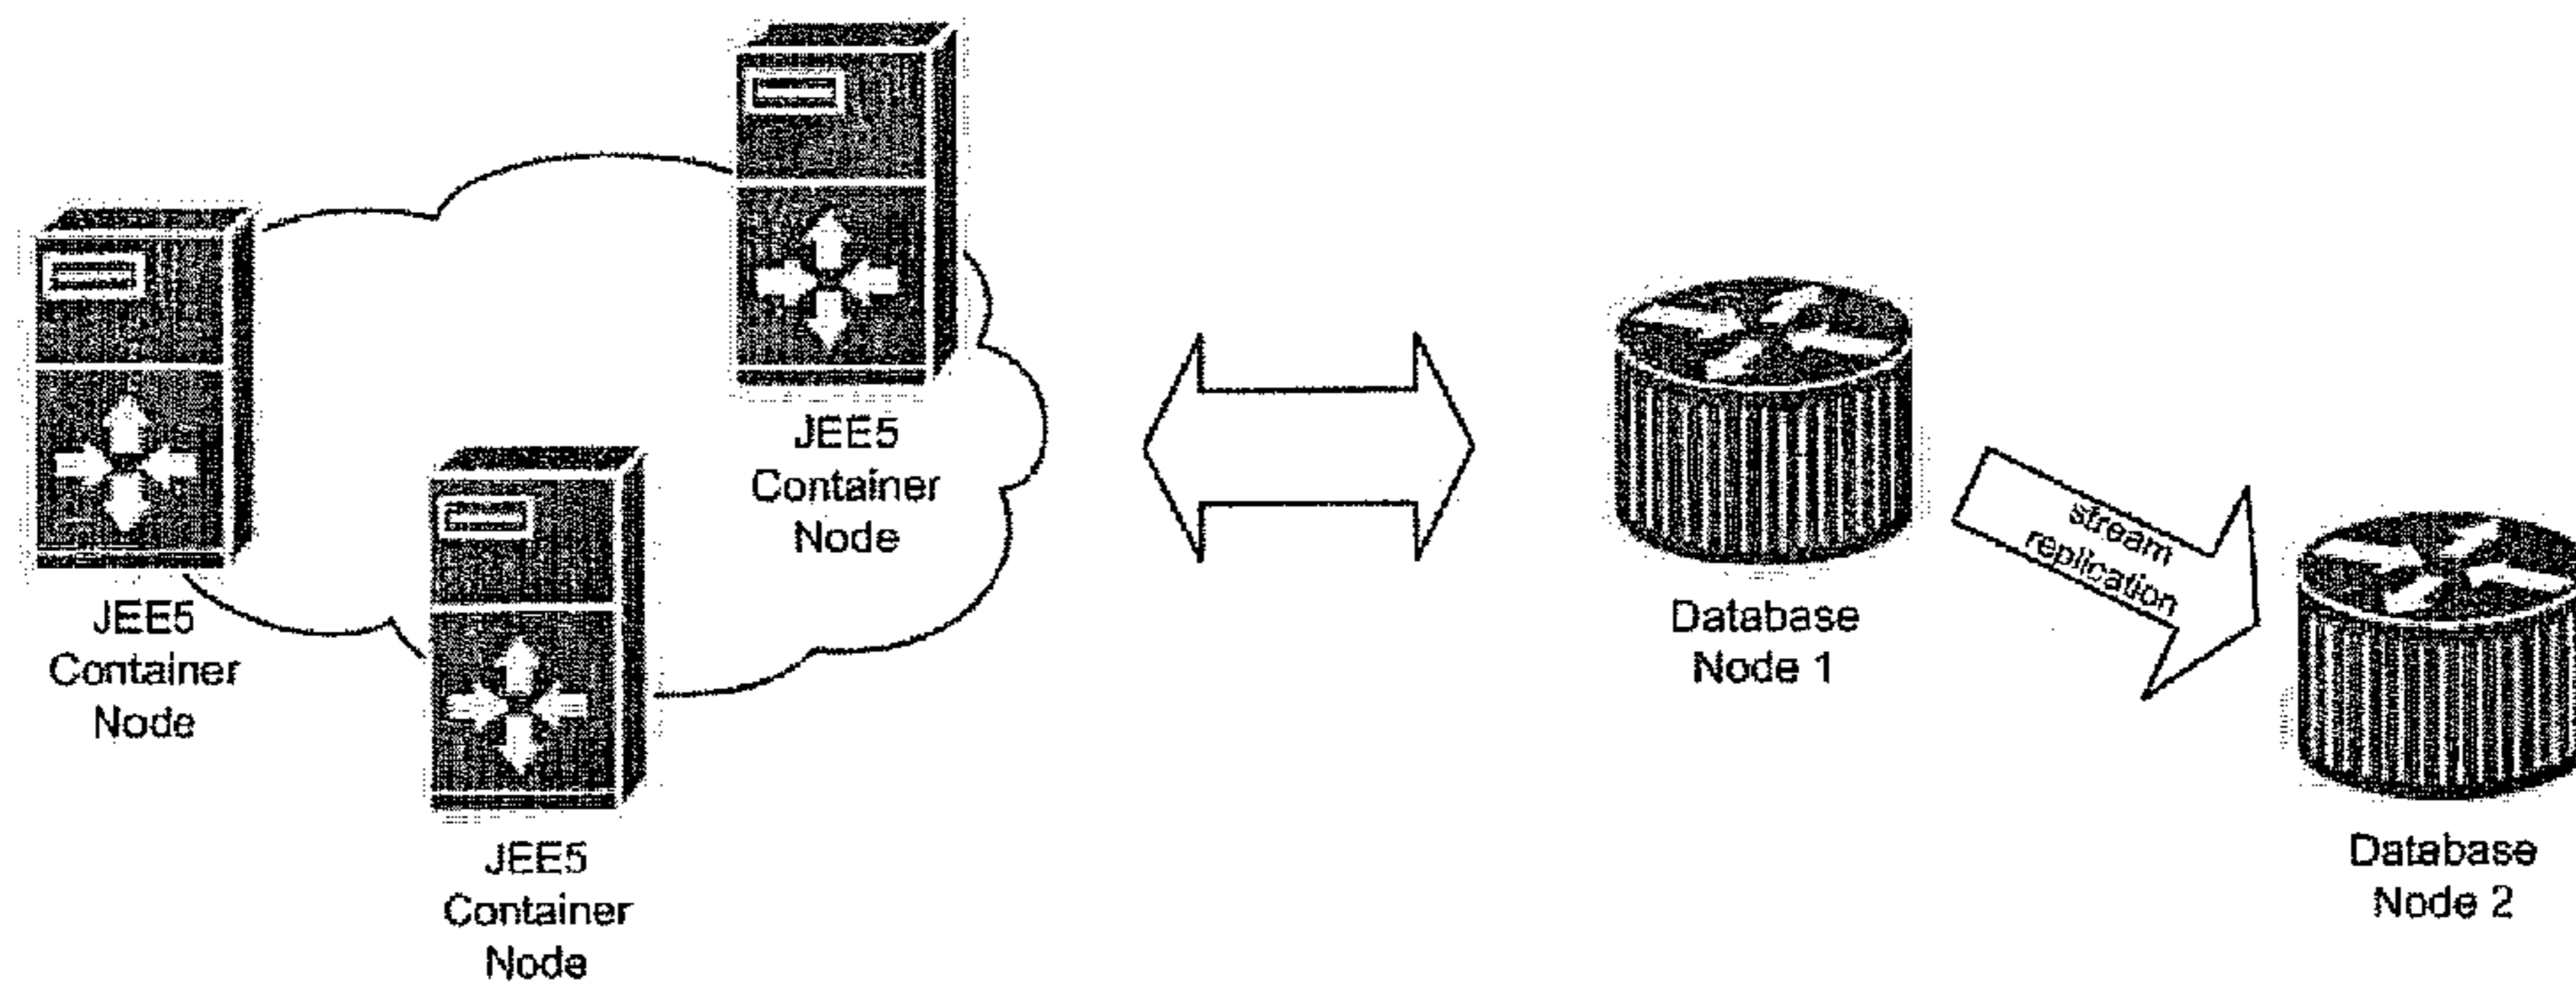 JEE5
Container
Node
JEE5
Container
Node
JEE5
Container
Node
Database
Node 1
stream
replication
Database
Node 2